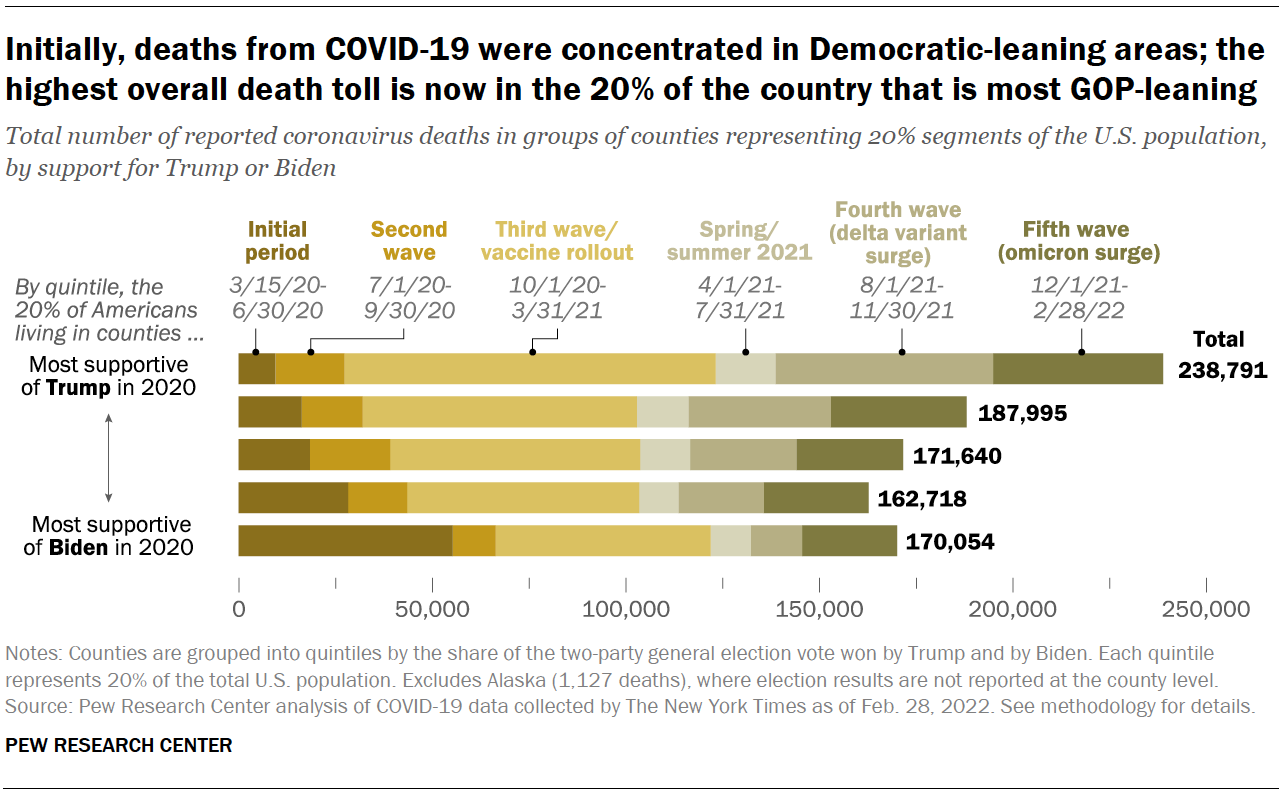 Initially, deaths from COVID-19 were concentrated in Democratic-leaning areas; the
highest overall death toll is now in the 20% of the country that is most GOP-leaning
Total number of reported coronavirus deaths in groups of counties representing 20% segments of the U.S. population,
by support for Trump or Biden
Initial
period
3/15/20-
6/30/20
Second
wave
7/1/20-
9/30/20
Third wave/
vaccine rollout
10/1/20-
3/31/21
Spring/
summer 2021
4/1/21-
7/31/21
Fourth wave
(delta variant
surge)
8/1/21-
11/30/21
Fifth wave
(omicron surge)
12/1/21-
2/28/22
By quintile, the
20% of Americans
living in counties ...
Total
Most supportive
of Trump in 2020
238,791
187,995
171,640
162,718
Most supportive
of Biden in 2020
170,054
0
50,000
100,000
150,000
200,000
250,000
Notes: Counties are grouped into quintiles by the share of the two-party general election vote won by Trump and by Biden. Each quintile
represents 20% of the total U.S. population. Excludes Alaska (1,127 deaths), where election results are not reported at the county level.
Source: Pew Research Center analysis of COVID-19 data collected by The New York Times as of Feb. 28, 2022. See methodology for details.
PEW RESEARCH CENTER